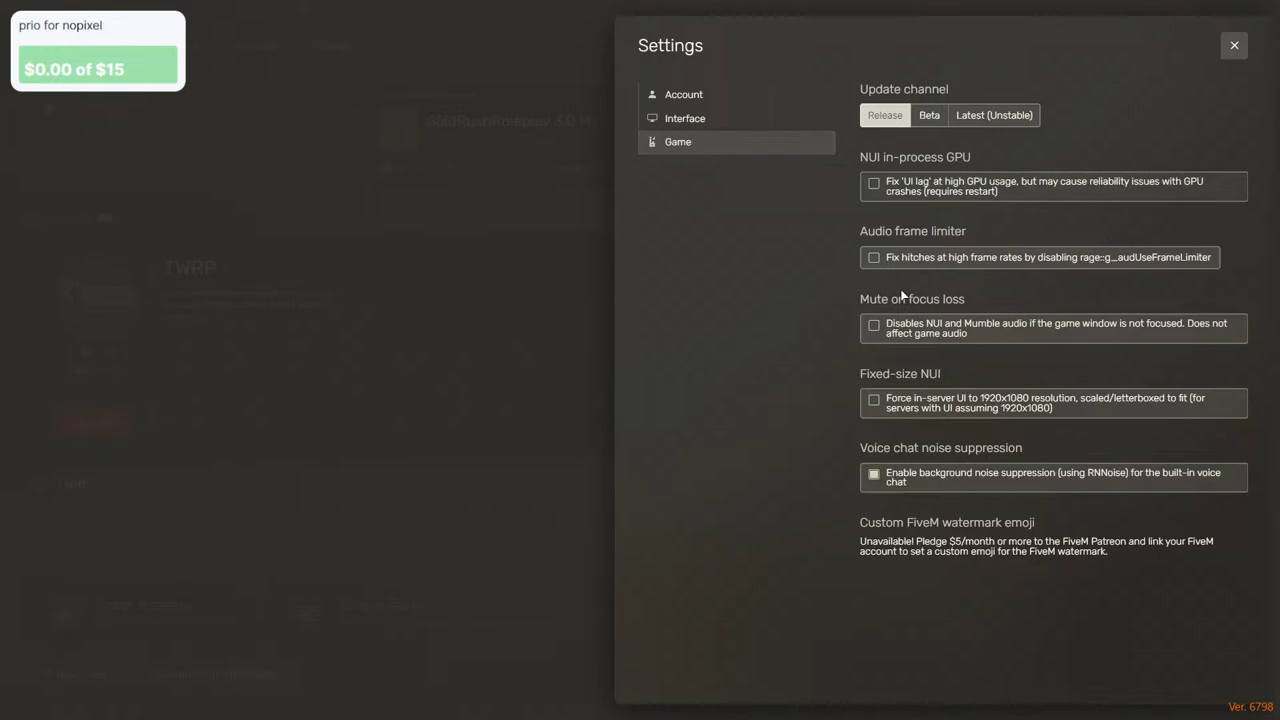 prio for nopixel
$0.00 of $15
Settings
Account
Interface
Game
Update channel
Release
Beta
Latest (Unstable)
NUI in-process GPU
Fix 'UI lag' at high GPU usage, but may cause reliability issues with GPU
crashes (requires restart)
Audio frame limiter
Fix hitches at high frame rates by disabling rage::g_audUseFrameLimiter
Mute on focus loss
Disables NUI and Mumble audio if the game window is not focused. Does not
affect game audio
Fixed-size NUI
Force in-server UI to 1920x1080 resolution, scaled/letterboxed to fit (for
servers with UI assuming 1920x1080)
Voice chat noise suppression
Enable background noise suppression (using RNNoise) for the built-in voice
chat
Custom FiveM watermark emoji
Unavailable! Pledge $5/month or more to the FiveM Patreon and link your FiveM
account to set a custom emoji for the FiveM watermark.
TWRP
Ver. 6798